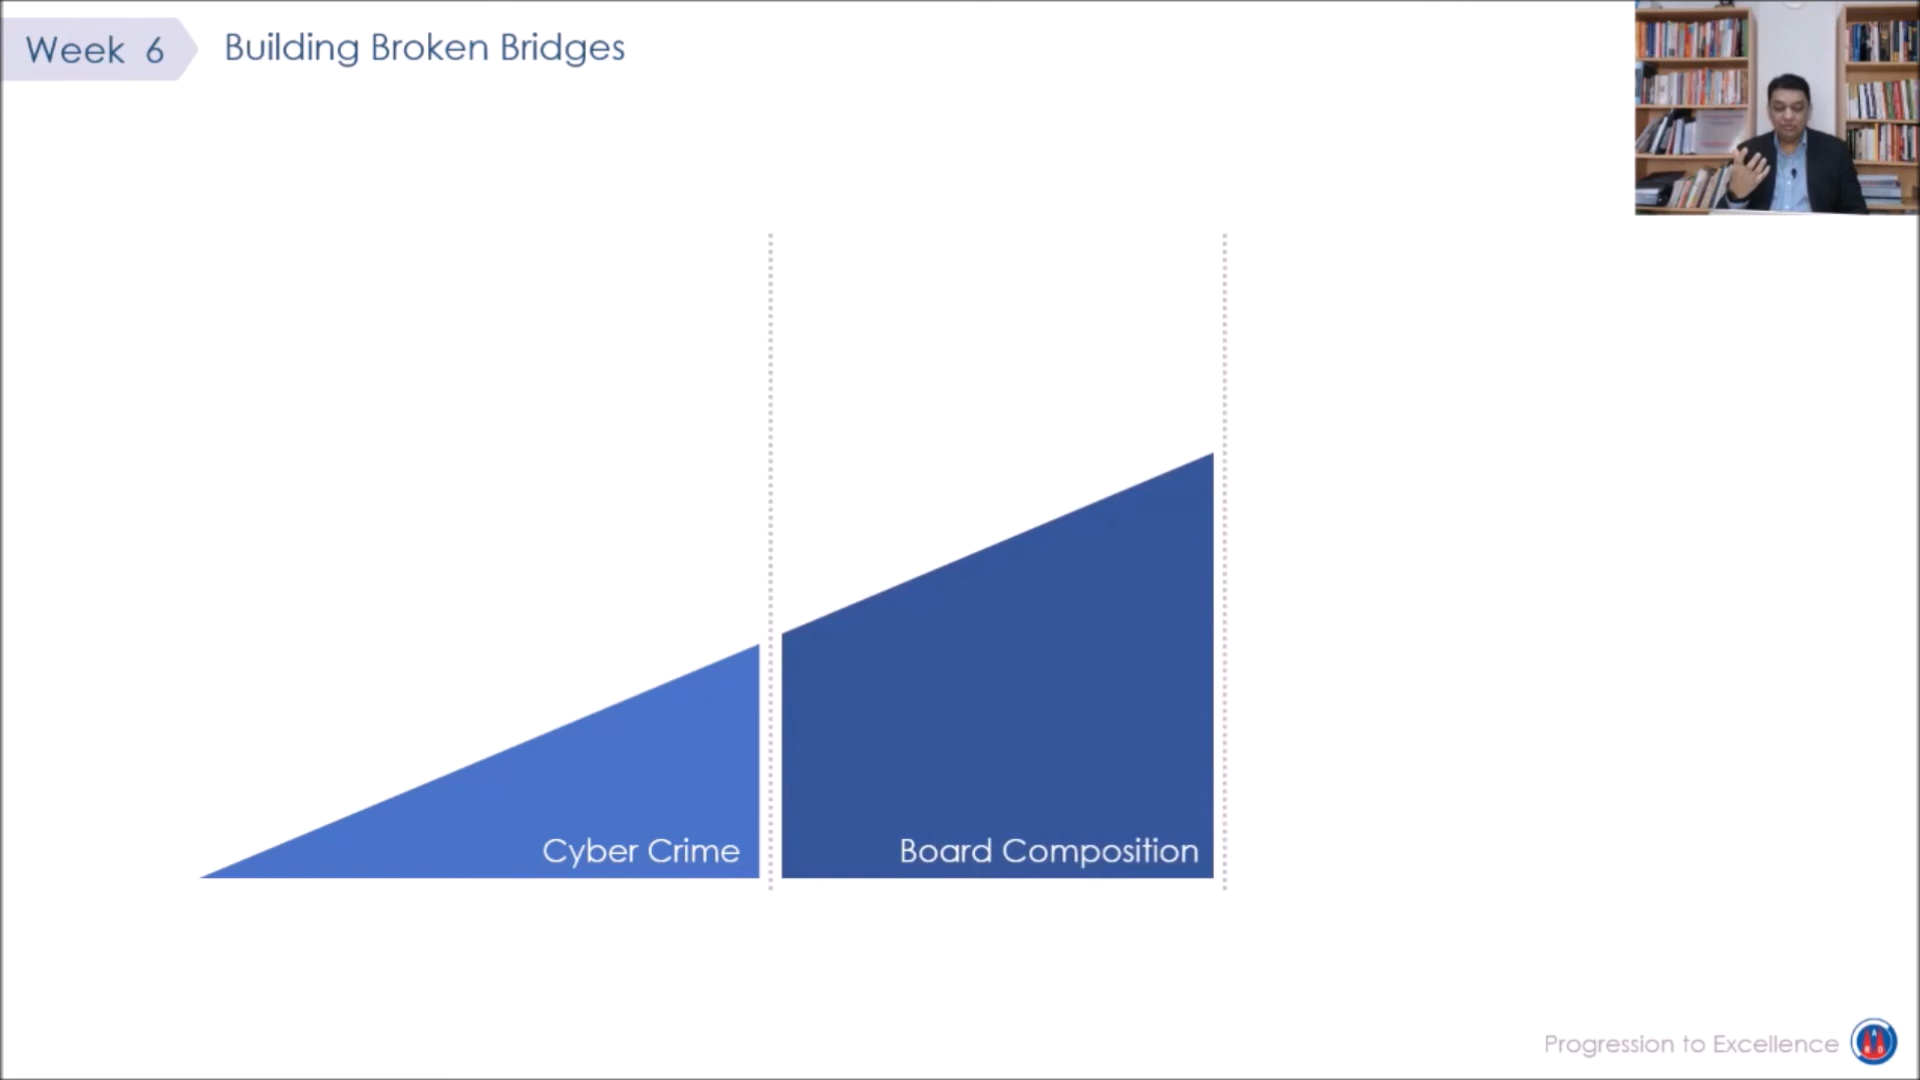 Week 6
Building Broken Bridges
Cyber Crime
Board Composition
Progression to Excellence